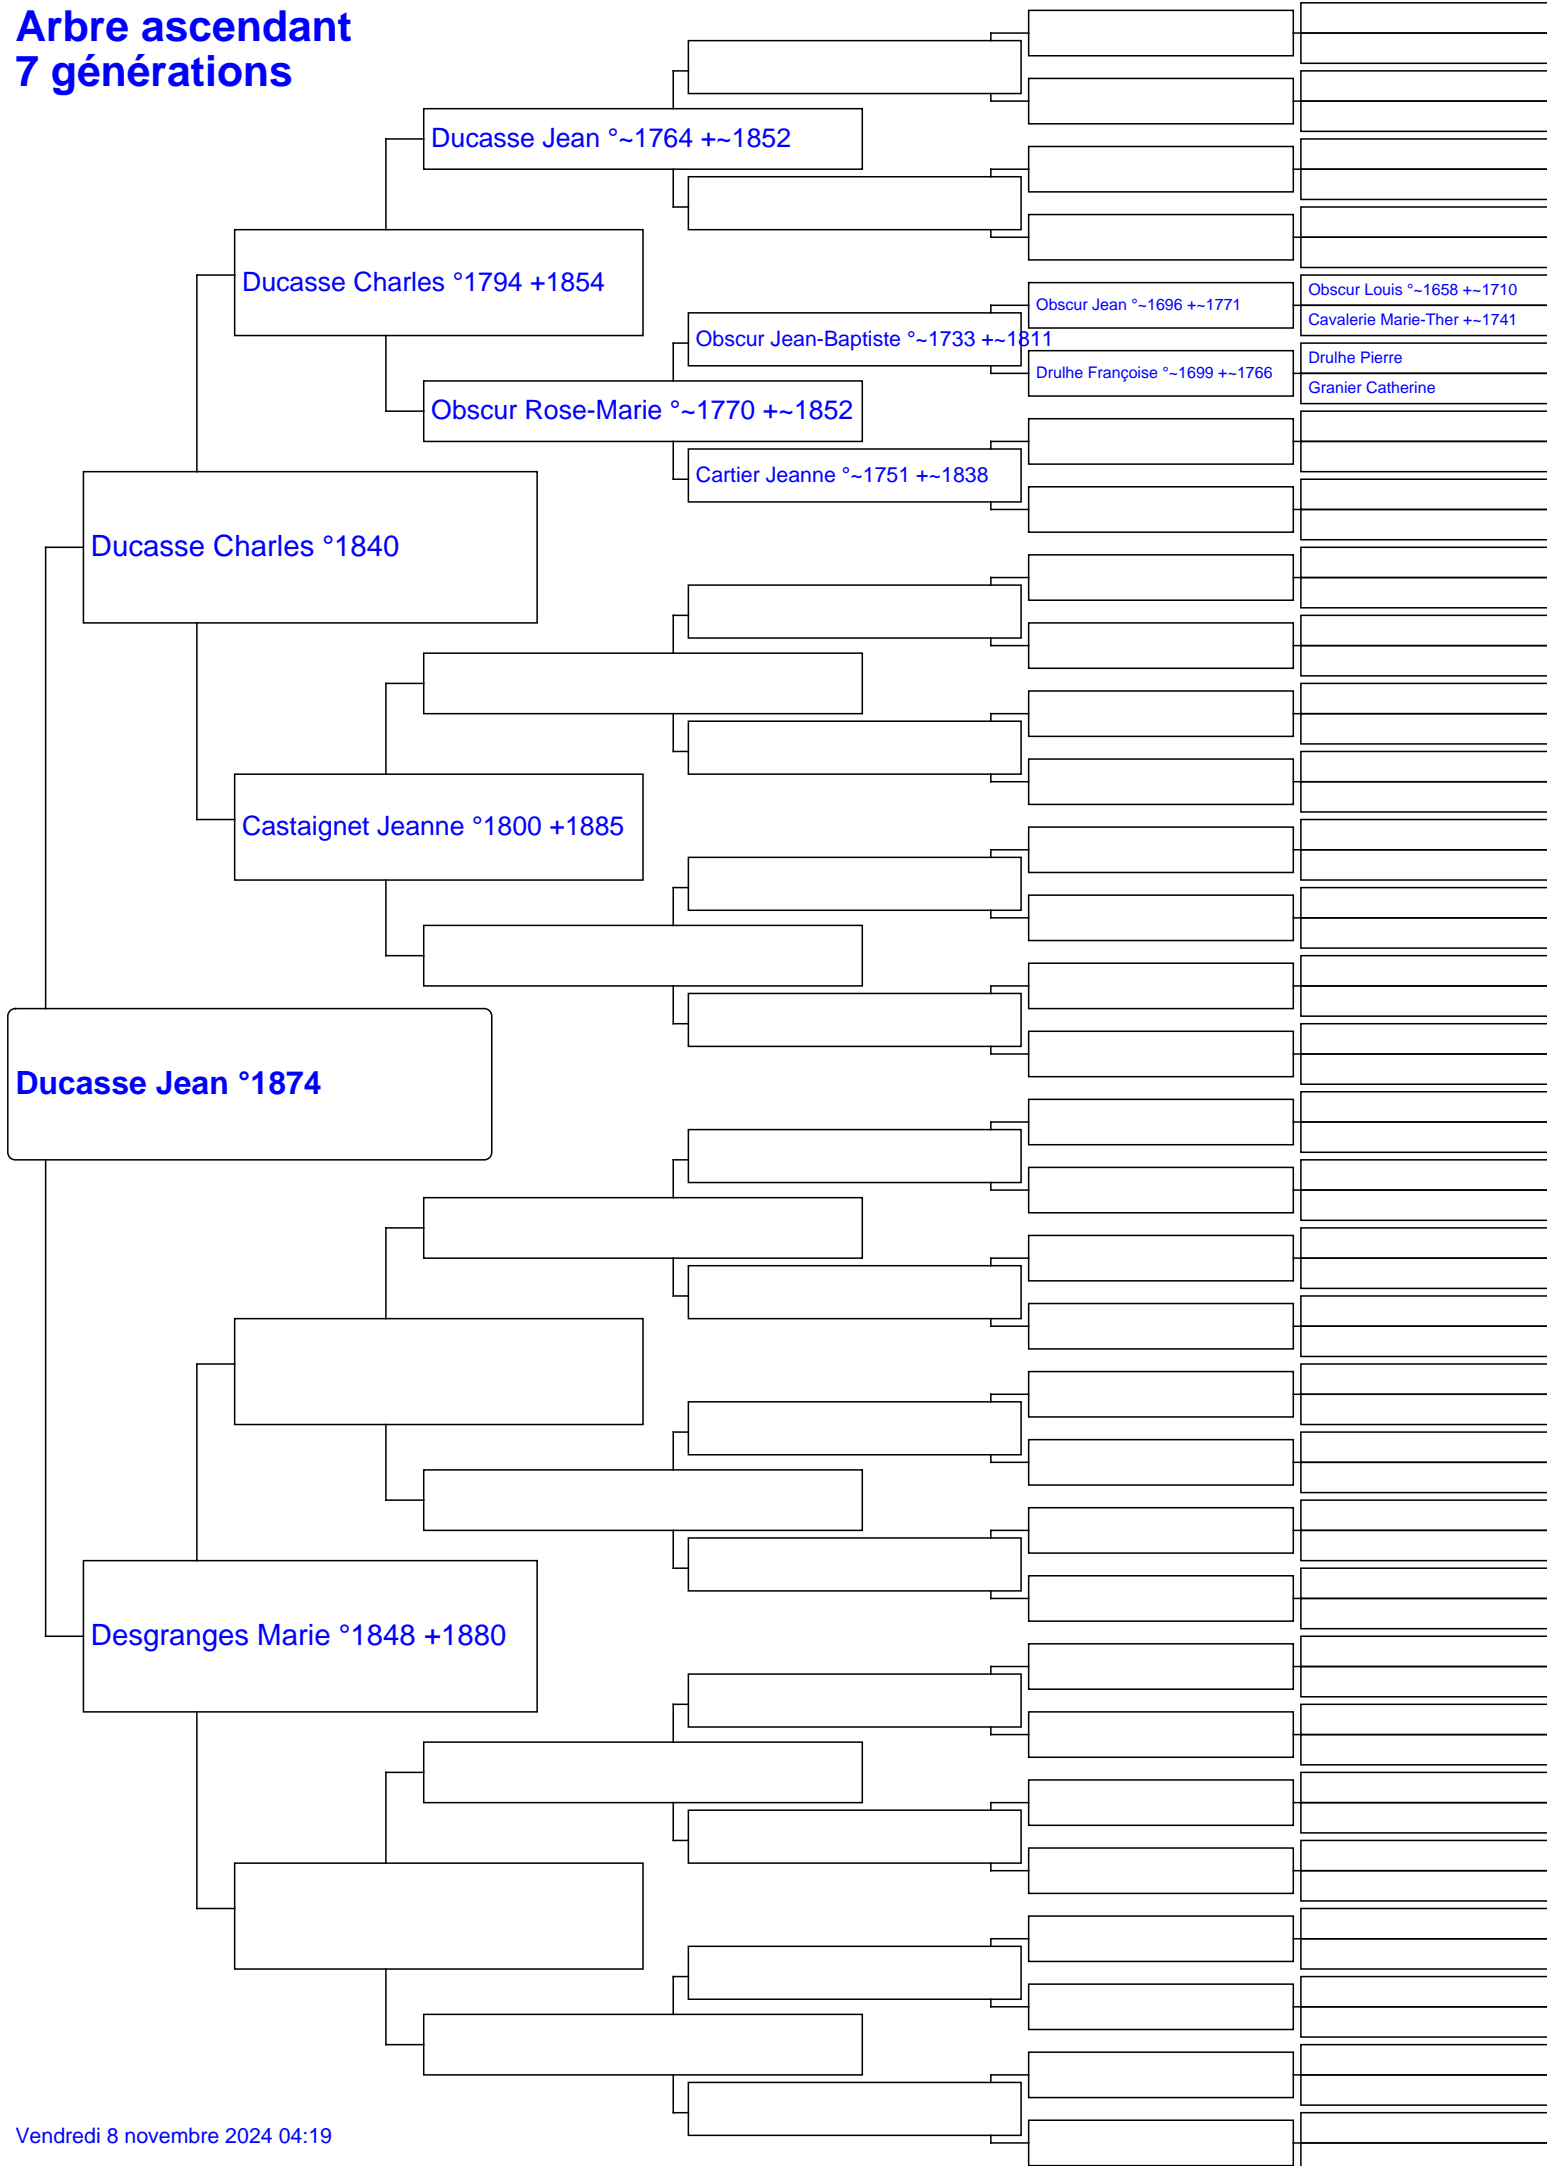 Arbre ascendant
7 générations
Ducasse Jean °~1764 +~1852
Ducasse Charles °1794 +1854
Obscur Jean °~1696 +~1771
Obscur Louis °~1658 +~1710
Cavalerie Marie-Ther +~1741
Obscur Jean-Baptiste °~1733 +~1811
Drulhe Françoise °~1699 +~1766
Drulhe Pierre
Granier Catherine
Obscur Rose-Marie °~1770 +~1852
Cartier Jeanne °~1751 +~1838
Ducasse Charles °1840
Castaignet Jeanne °1800 +1885
Ducasse Jean °1874
Desgranges Marie °1848 +1880
Vendredi 8 novembre 2024 04:19